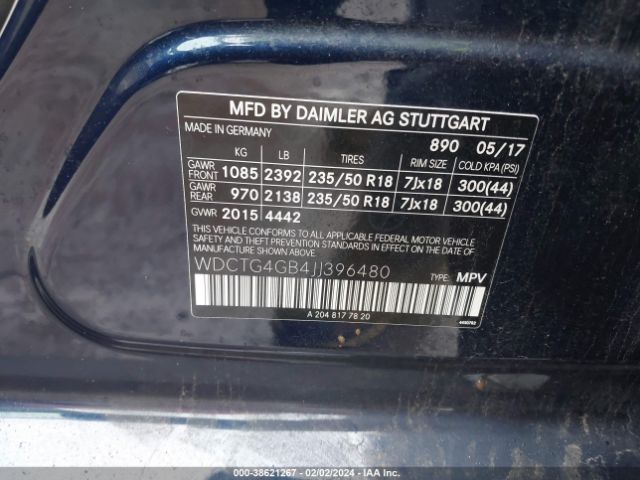 MFD BY DAIMLER AG STUTTGART
MADE IN GERMANY 890 05/17
KG LB TIRES RIM SIZE COLD KPA (PSI)
GAWR FRONT 1085 2392 235/50 R18 7Jx18 300(44)
GAWR REAR 970 2138 235/50 R18 7Jx18 300(44)
GVWR 2015 4442
THIS VEHICLE CONFORMS TO ALL APPLICABLE FEDERAL MOTOR VEHICLE
SAFETY, BUMPER, AND THEFT PREVENTION STANDARDS IN EFFECT ON THE DATE OF
MANUFACTURE SHOWN ABOVE.
WDCTG4GB4JJ396480 TYPE: MPV
A 204 817 78 20
000-38621267 - 02/02/2024 - IAA Inc.